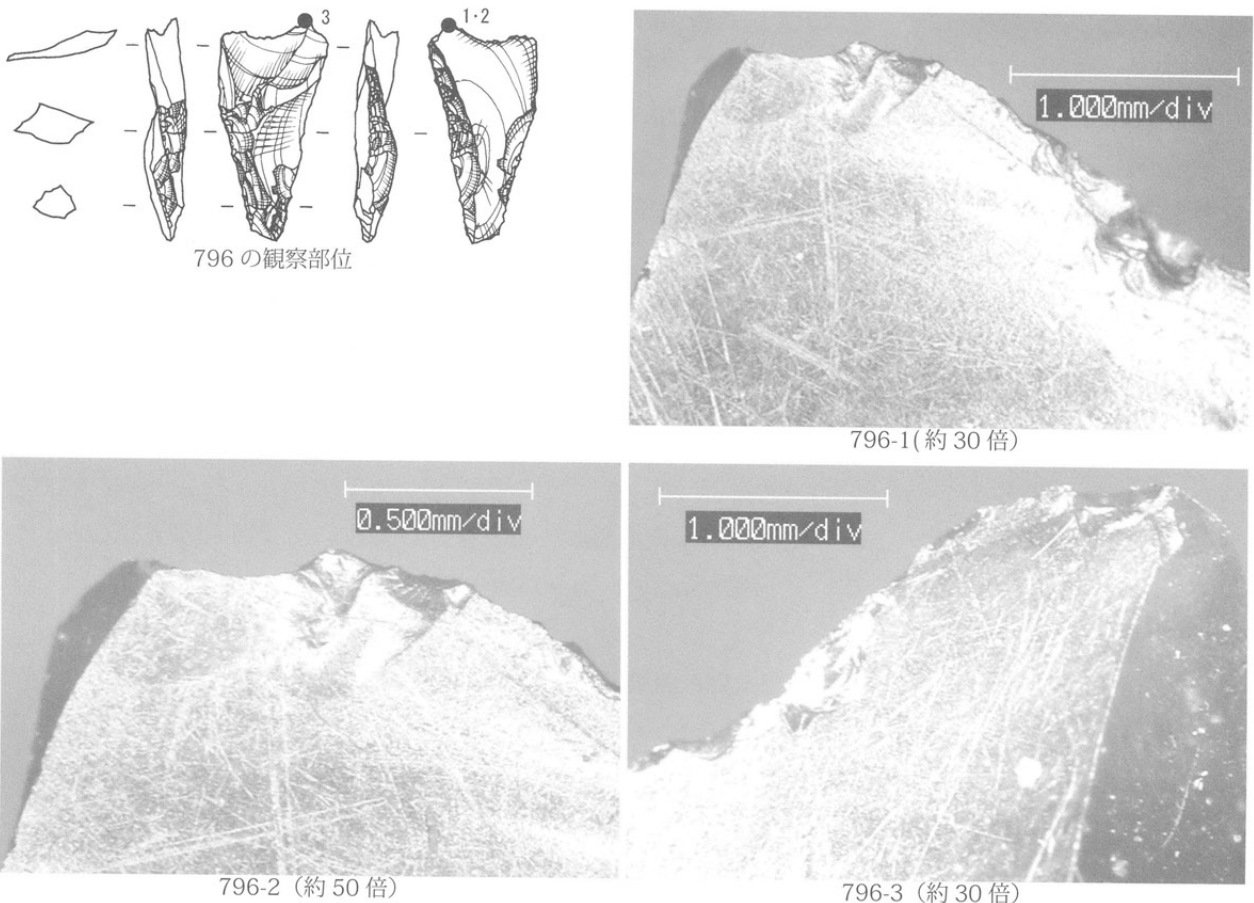 3
1・2
796 の観察部位
1.000mm/div
796-1(約 30 倍)
0.500mm/div
796-2（約 50 倍）
1.000mm/div
796-3（約 30 倍）